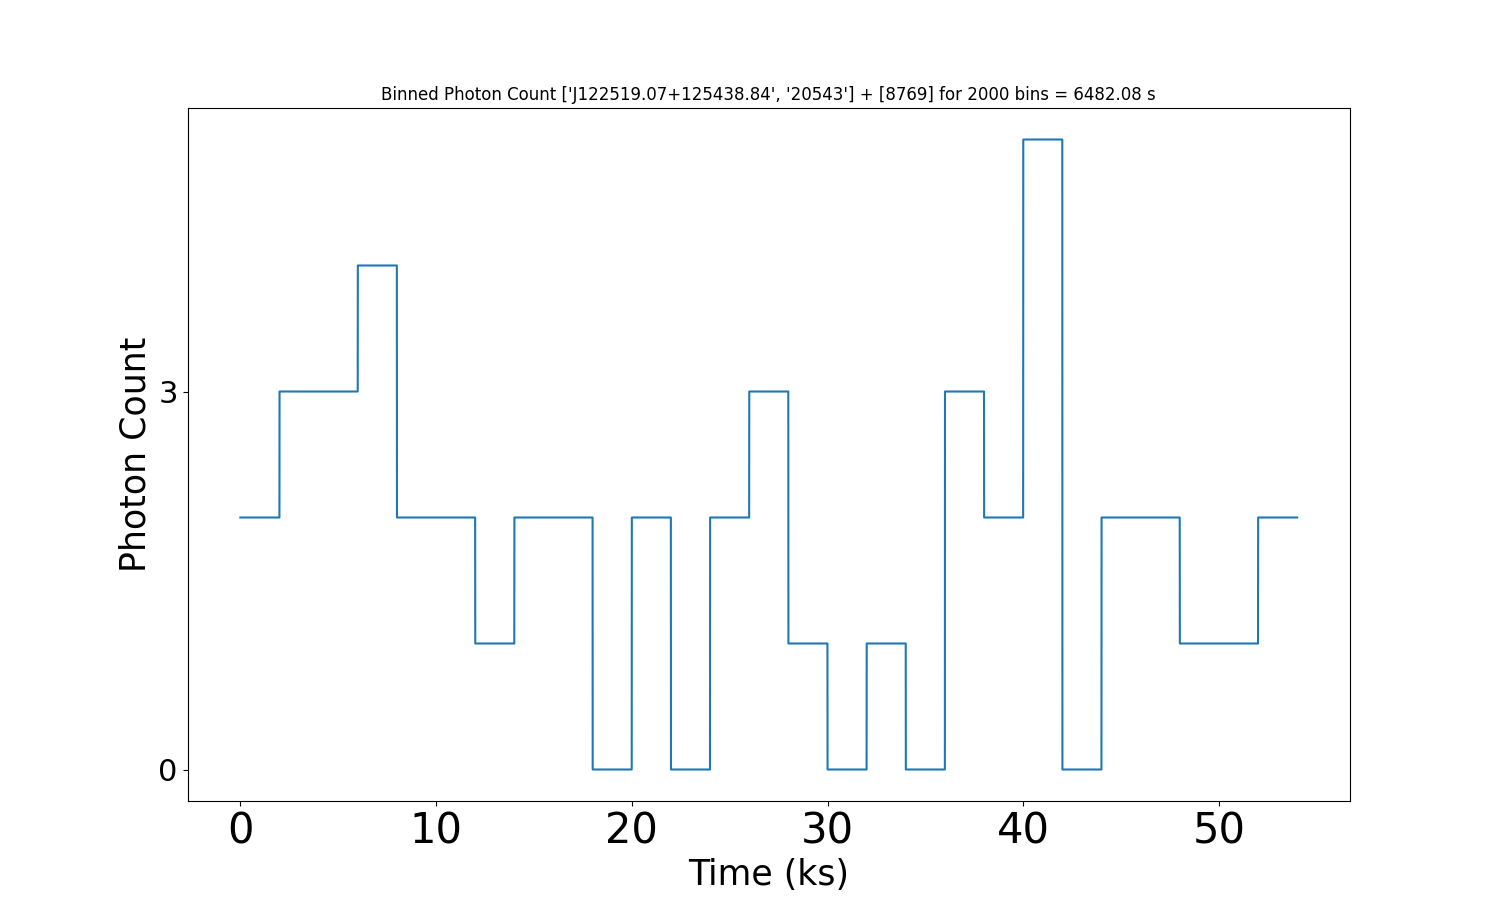 Binned Photon Count ['J122519.07+125438.84', '20543'] + [8769] for 2000 bins = 6482.08 s
Photon Count
3
0
0 10 20 30 40 50
Time (ks)